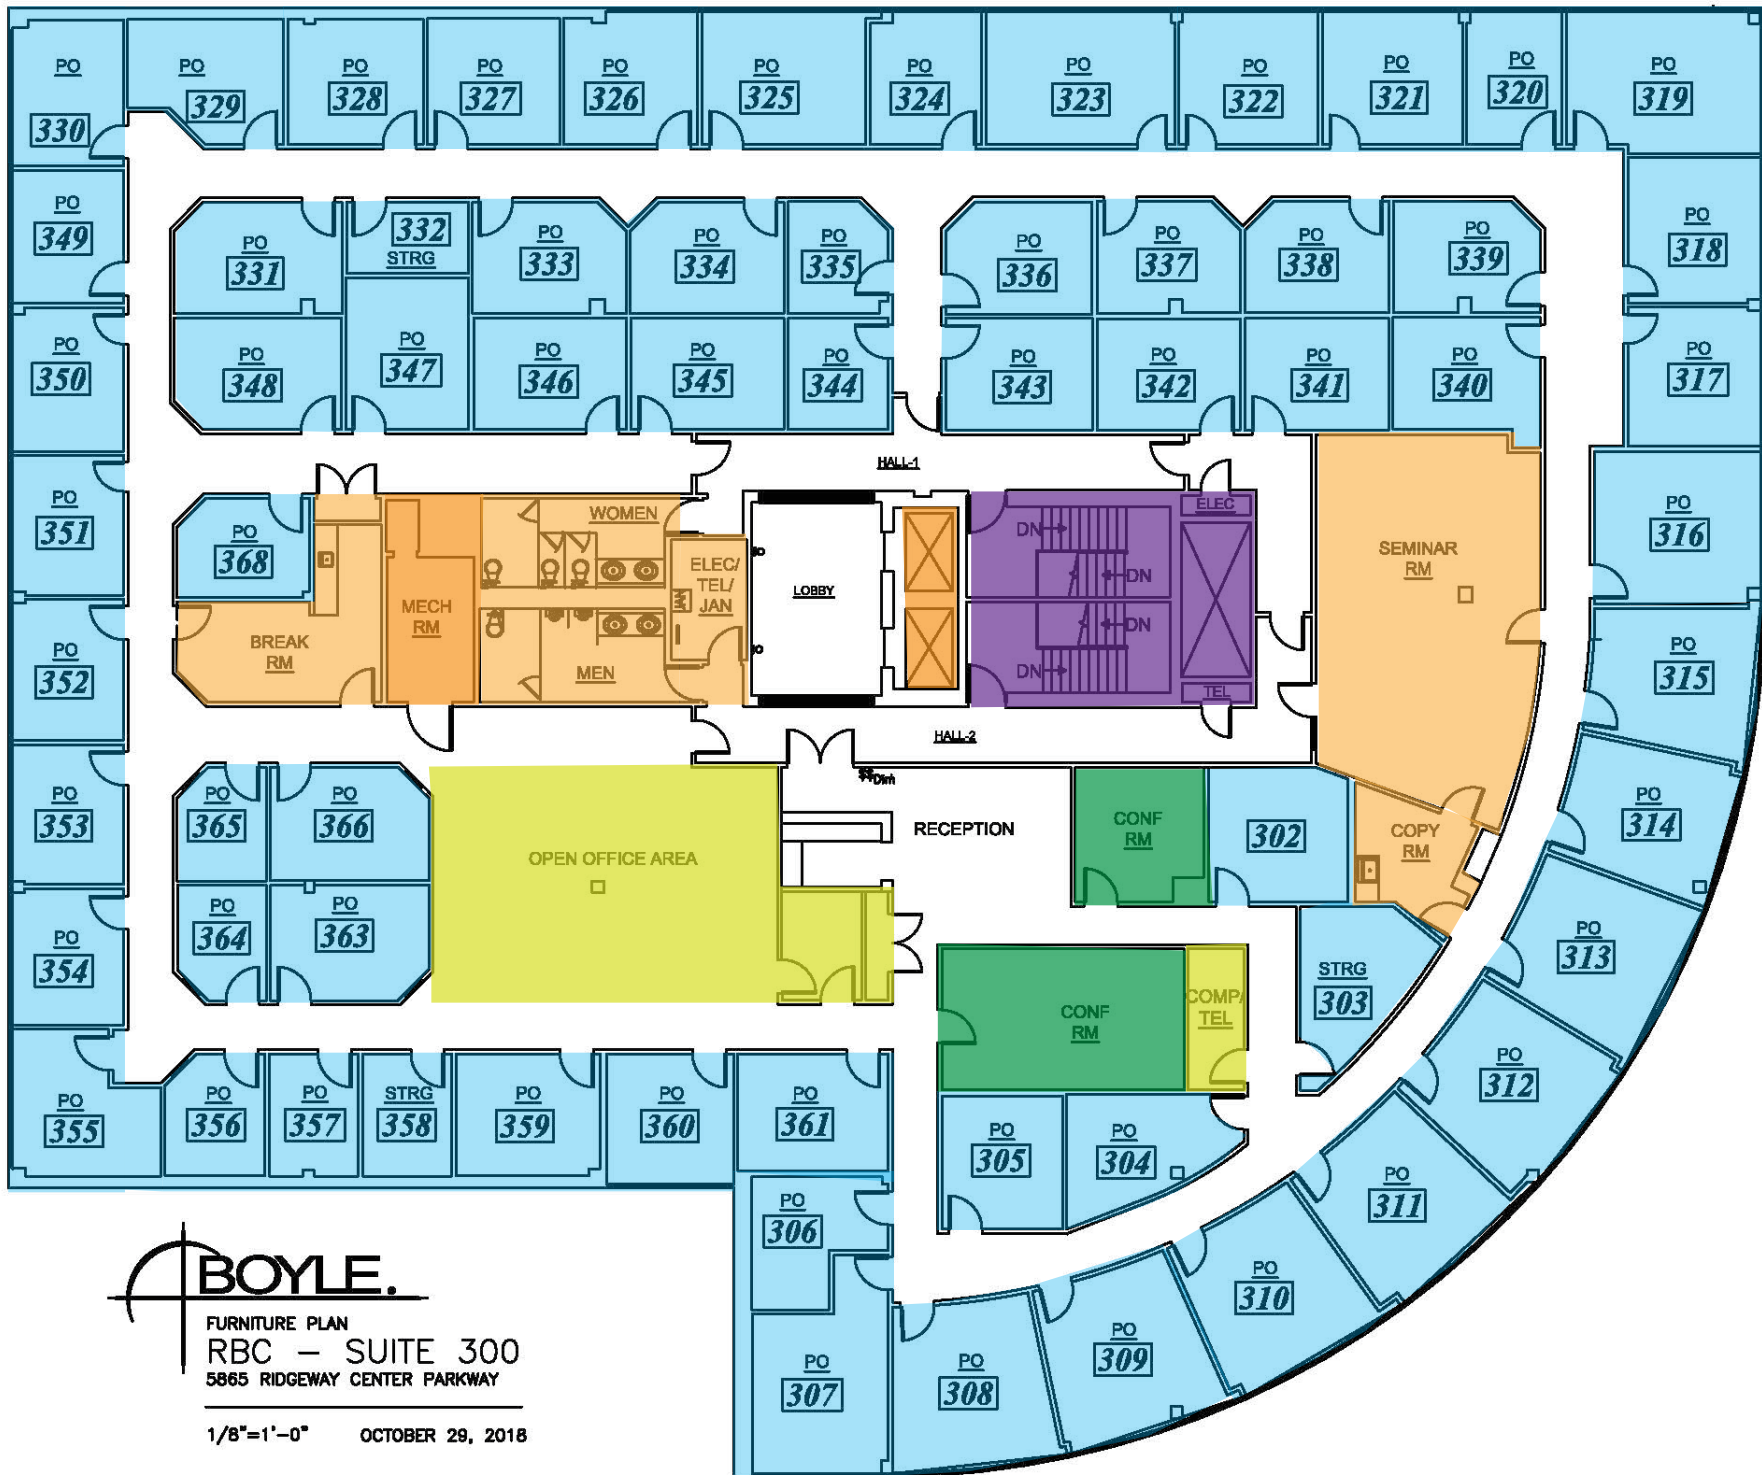 PO
330
PO
329
PO
328
PO
327
PO
326
PO
325
PO
324
PO
323
PO
322
PO
321
PO
320
PO
319
PO
349
PO
331
332
STRG
PO
333
PO
334
PO
335
PO
336
PO
337
PO
338
PO
339
PO
318
PO
350
PO
348
PO
347
PO
346
PO
345
PO
344
PO
343
PO
342
PO
341
PO
340
PO
317
HALL-1
PO
351
PO
368
WOMEN
ELEC/
TEL/
JAN
JAN
MECH
RM
LOBBY
DN
ELEC
DN
DN
DN
TEL
SEMINAR
RM
PO
316
PO
352
BREAK
RM
MEN
PO
315
HALL-2
PO
353
PO
365
PO
366
OPEN OFFICE AREA
$$Dim
RECEPTION
CONF
RM
302
COPY
RM
PO
314
PO
354
PO
364
PO
363
CONF
RM
COMP/
TEL
STRG
303
PO
313
PO
312
PO
355
PO
356
PO
357
STRG
358
PO
359
PO
360
PO
361
PO
305
PO
304
PO
311
PO
306
PO
310
PO
307
PO
308
PO
309
BOYLE.
FURNITURE PLAN
RBC – SUITE 300
5865 RIDGEWAY CENTER PARKWAY
1/8"=1'-0" OCTOBER 29, 2018